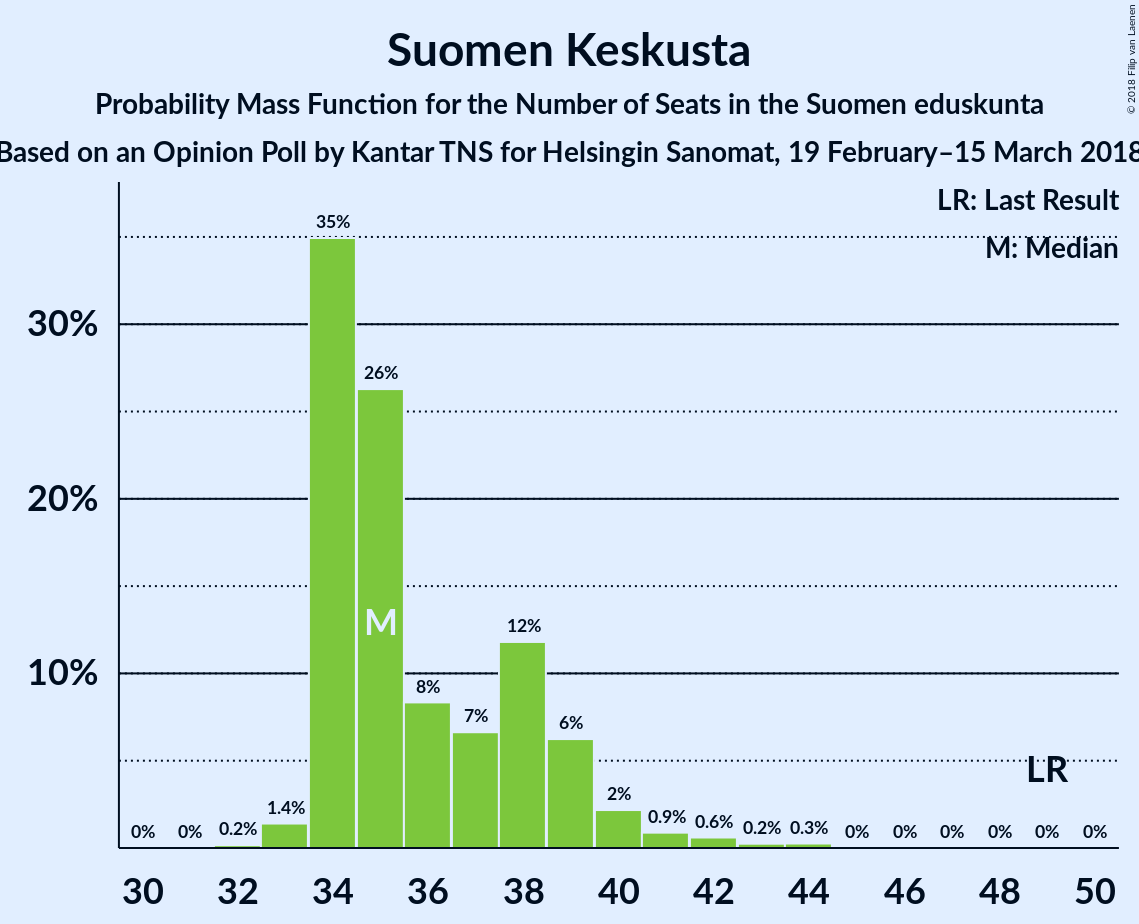 Suomen Keskusta
Probability Mass Function for the Number of Seats in the Suomen eduskunta
Based on an Opinion Poll by Kantar TNS for Helsingin Sanomat, 19 February–15 March 2018
© 2018 Filip van Laenen
LR: Last Result
M: Median
35%
30%
26%
20%
M
12%
10%
8%
7%
6%
LR
2%
1.4%
0.9%
0.6%
0% 0% 0.2% 0.2% 0.3% 0% 0% 0% 0% 0% 0%
30 32 34 36 38 40 42 44 46 48 50